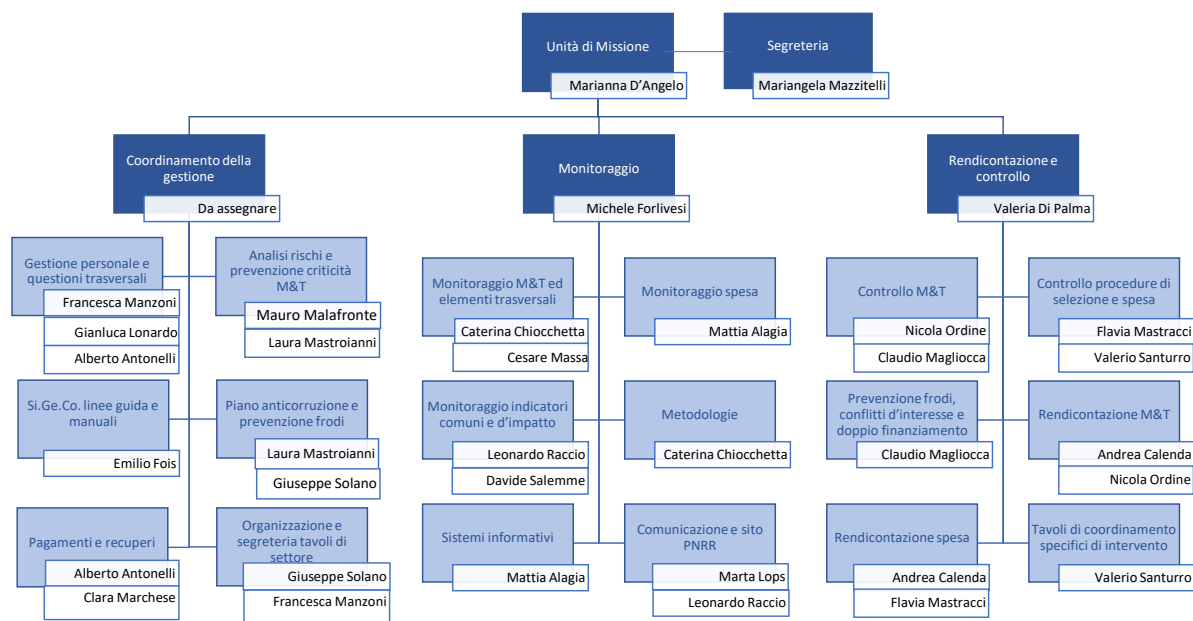 Unità di Missione
Marianna D'Angelo
Segreteria
Mariangela Mazzitelli
Coordinamento della
gestione
Da assegnare
Monitoraggio
Michele Forlivesi
Rendicontazione e
controllo
Valeria Di Palma
Gestione personale e
questioni trasversali
Francesca Manzoni
Gianluca Lonardo
Alberto Antonelli
Analisi rischi e
prevenzione criticità
M&T
Mauro Malafronte
Laura Mastroianni
Si.Ge.Co. linee guida e
manuali
Emilio Fois
Piano anticorruzione e
prevenzione frodi
Laura Mastroianni
Giuseppe Solano
Pagamenti e recuperi
Alberto Antonelli
Clara Marchese
Organizzazione e
segreteria tavoli di
settore
Giuseppe Solano
Francesca Manzoni
Monitoraggio M&T ed
elementi trasversali
Caterina Chiocchetta
Cesare Massa
Monitoraggio spesa
Mattia Alagia
Monitoraggio indicatori
comuni e d'impatto
Leonardo Raccio
Davide Salemme
Metodologie
Caterina Chiocchetta
Sistemi informativi
Mattia Alagia
Comunicazione e sito
PNRR
Marta Lops
Leonardo Raccio
Controllo M&T
Nicola Ordine
Claudio Magliocca
Controllo procedure di
selezione e spesa
Flavia Mastracci
Valerio Santurro
Prevenzione frodi,
conflitti d'interesse e
doppio finanziamento
Claudio Magliocca
Rendicontazione M&T
Andrea Calenda
Nicola Ordine
Rendicontazione spesa
Andrea Calenda
Flavia Mastracci
Tavoli di coordinamento
specifici di intervento
Valerio Santurro